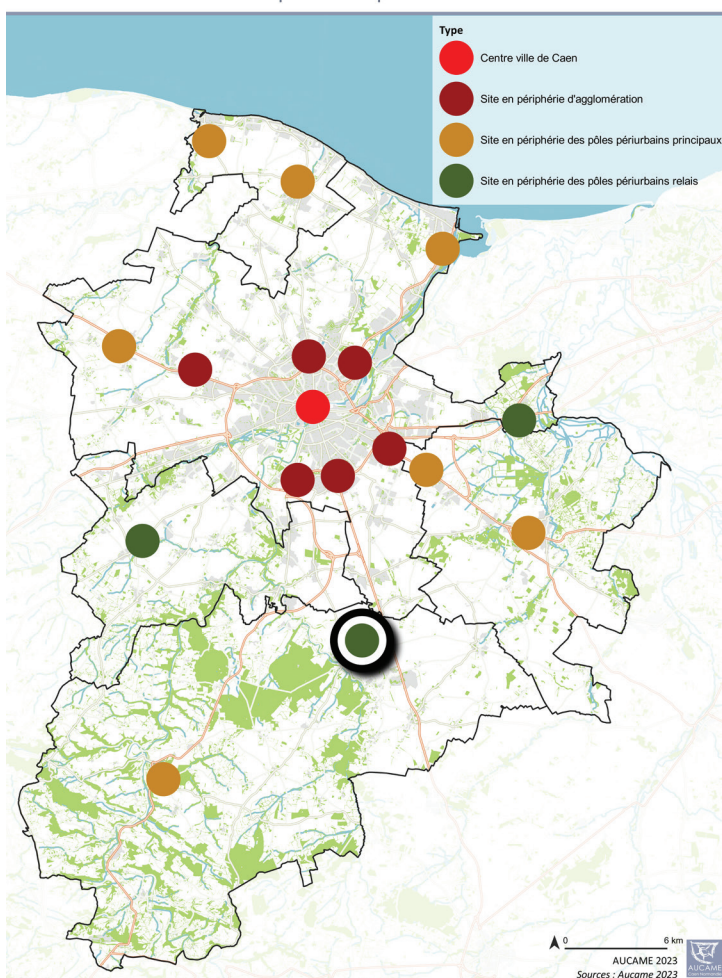 Type
Centre ville de Caen
Site en périphérie d'agglomération
Site en périphérie des pôles périurbains principaux
Site en périphérie des pôles périurbains relais
0 6 km
AUCAME 2023
Sources : Aucame 2023
AUCAME